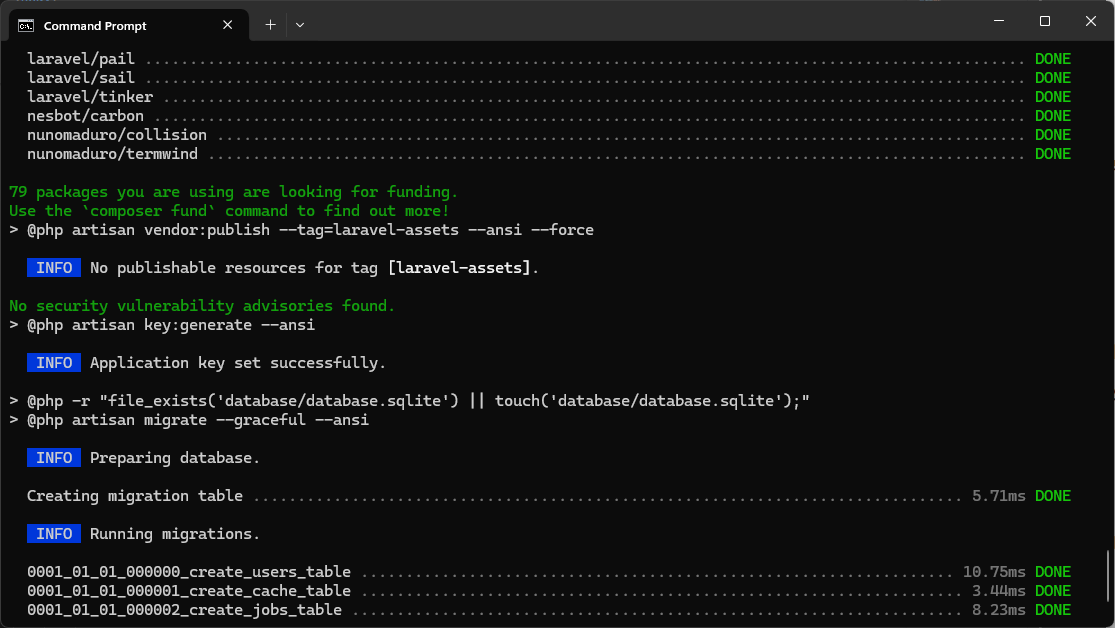 Command Prompt
laravel/pail ................................................................................................. DONE
laravel/sail ................................................................................................. DONE
laravel/tinker ............................................................................................... DONE
nesbot/carbon ................................................................................................ DONE
nunomaduro/collision ......................................................................................... DONE
nunomaduro/termwind .......................................................................................... DONE
79 packages you are using are looking for funding.
Use the `composer fund` command to find out more!
> @php artisan vendor:publish --tag=laravel-assets --ansi --force
INFO No publishable resources for tag [laravel-assets].
No security vulnerability advisories found.
> @php artisan key:generate --ansi
INFO Application key set successfully.
> @php -r "file_exists('database/database.sqlite') || touch('database/database.sqlite');"
> @php artisan migrate --graceful --ansi
INFO Preparing database.
Creating migration table ............................................................................... 5.71ms DONE
INFO Running migrations.
0001_01_01_000000_create_users_table .................................................................. 10.75ms DONE
0001_01_01_000001_create_cache_table ................................................................... 3.44ms DONE
0001_01_01_000002_create_jobs_table .................................................................... 8.23ms DONE